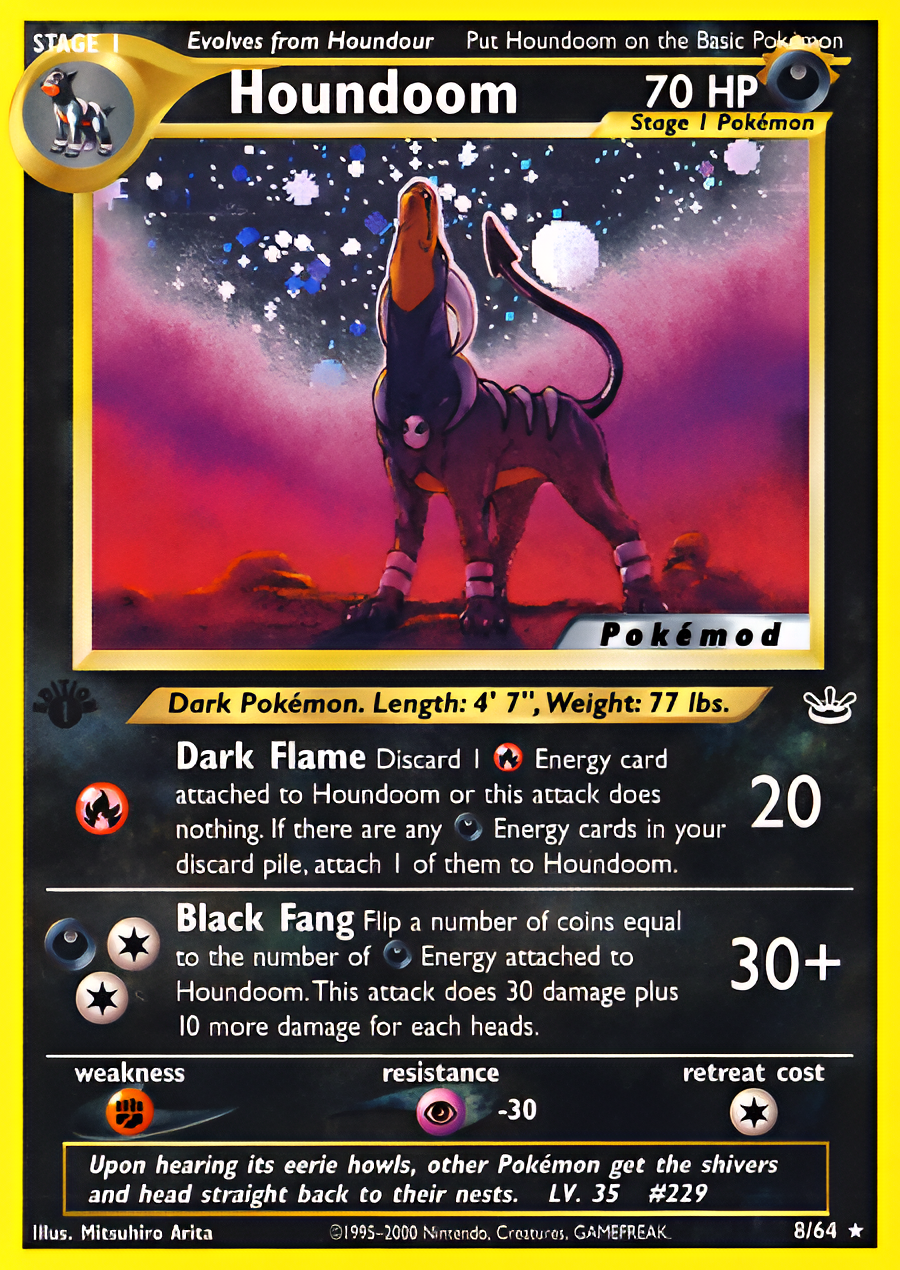 STAGE 1 Evolves from Houndour Put Houndoom on the Basic Pokémon
Houndoom 70 HP
Stage 1 Pokémon
Pokémod
EDITION 1
Dark Pokémon. Length: 4' 7", Weight: 77 lbs.
Dark Flame Discard 1 Energy card
attached to Houndoom or this attack does
nothing. If there are any Energy cards in your
discard pile, attach 1 of them to Houndoom.
20
Black Fang Flip a number of coins equal
to the number of Energy attached to
Houndoom. This attack does 30 damage plus
10 more damage for each heads.
30+
weakness resistance retreat cost
-30
Upon hearing its eerie howls, other Pokémon get the shivers
and head straight back to their nests. LV. 35 #229
Illus. Mitsuhiro Arita ©1995-2000 Nintendo, Creatures, GAMEFREAK. 8/64 ★